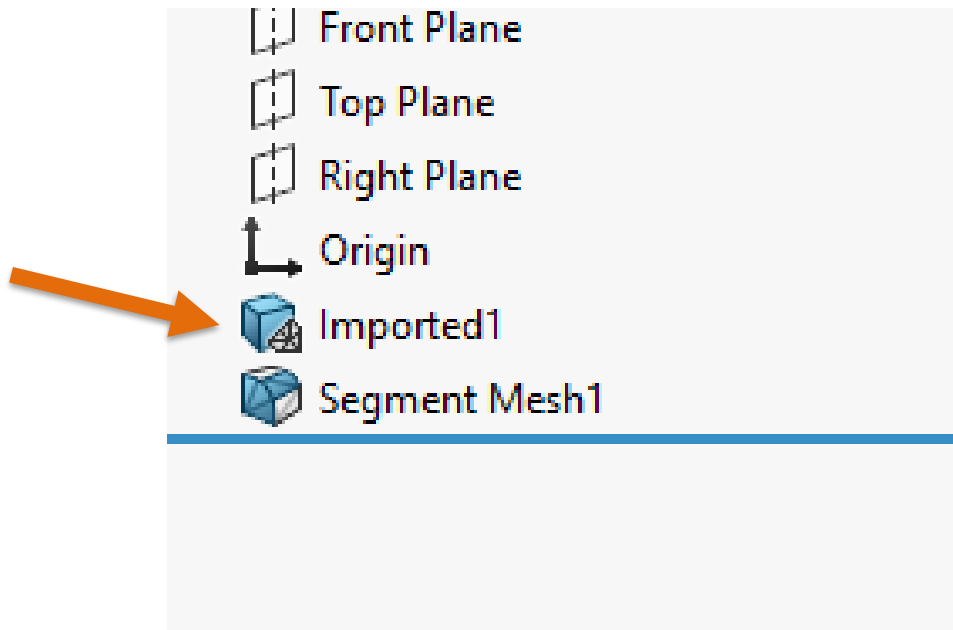 Front Plane
Top Plane
Right Plane
Origin
Imported1
Segment Mesh1